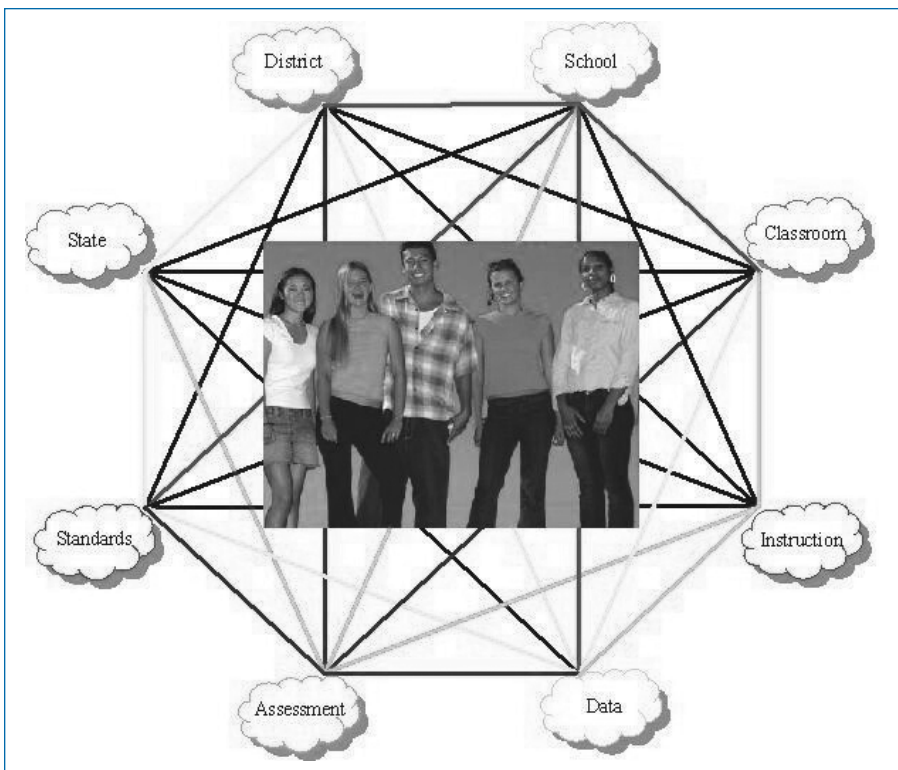 District
School
State
Classroom
Standards
Instruction
Assessment
Data